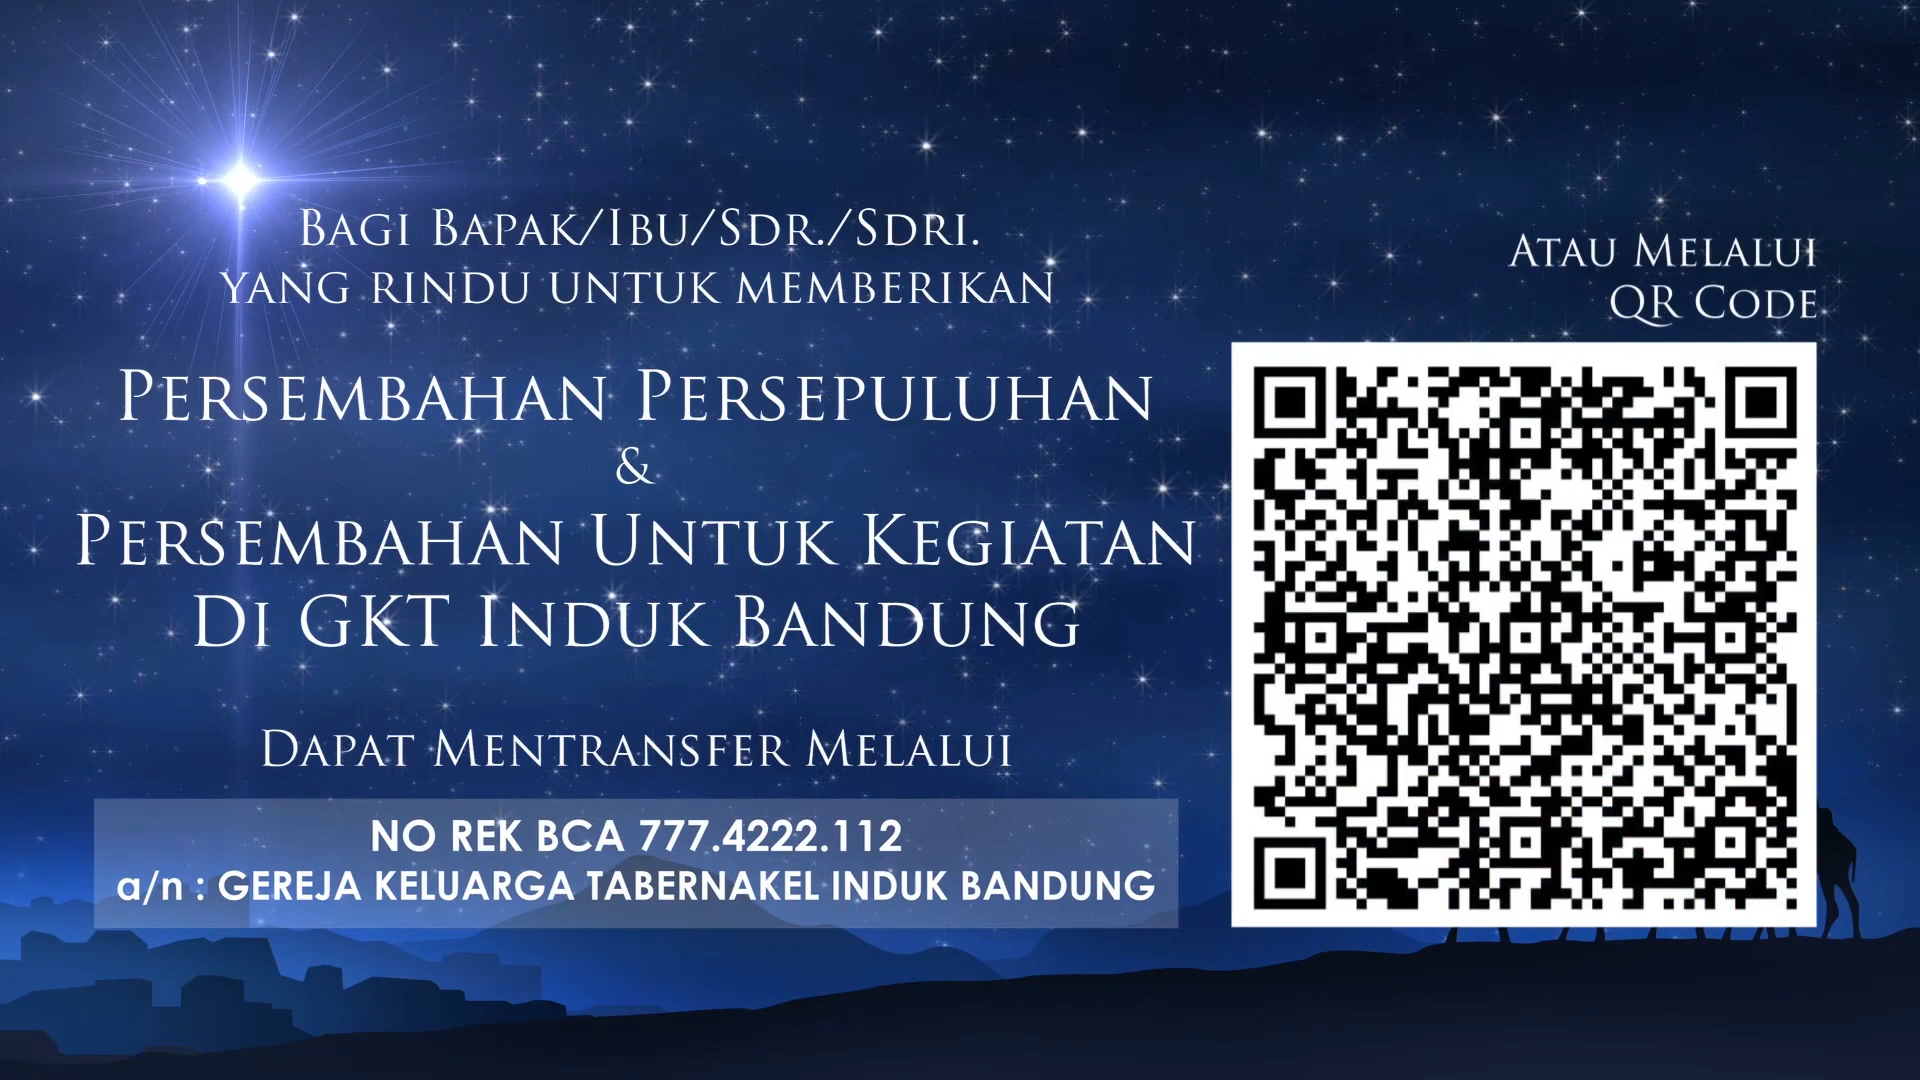 Bagi Bapak/Ibu/Sdr./Sdri.
yang rindu untuk memberikan
Persembahan Persepuluhan
&
Persembahan Untuk Kegiatan
Di GKT Induk Bandung
Dapat Mentransfer Melalui
NO REK BCA 777.4222.112
a/n : GEREJA KELUARGA TABERNAKEL INDUK BANDUNG
Atau Melalui
QR Code